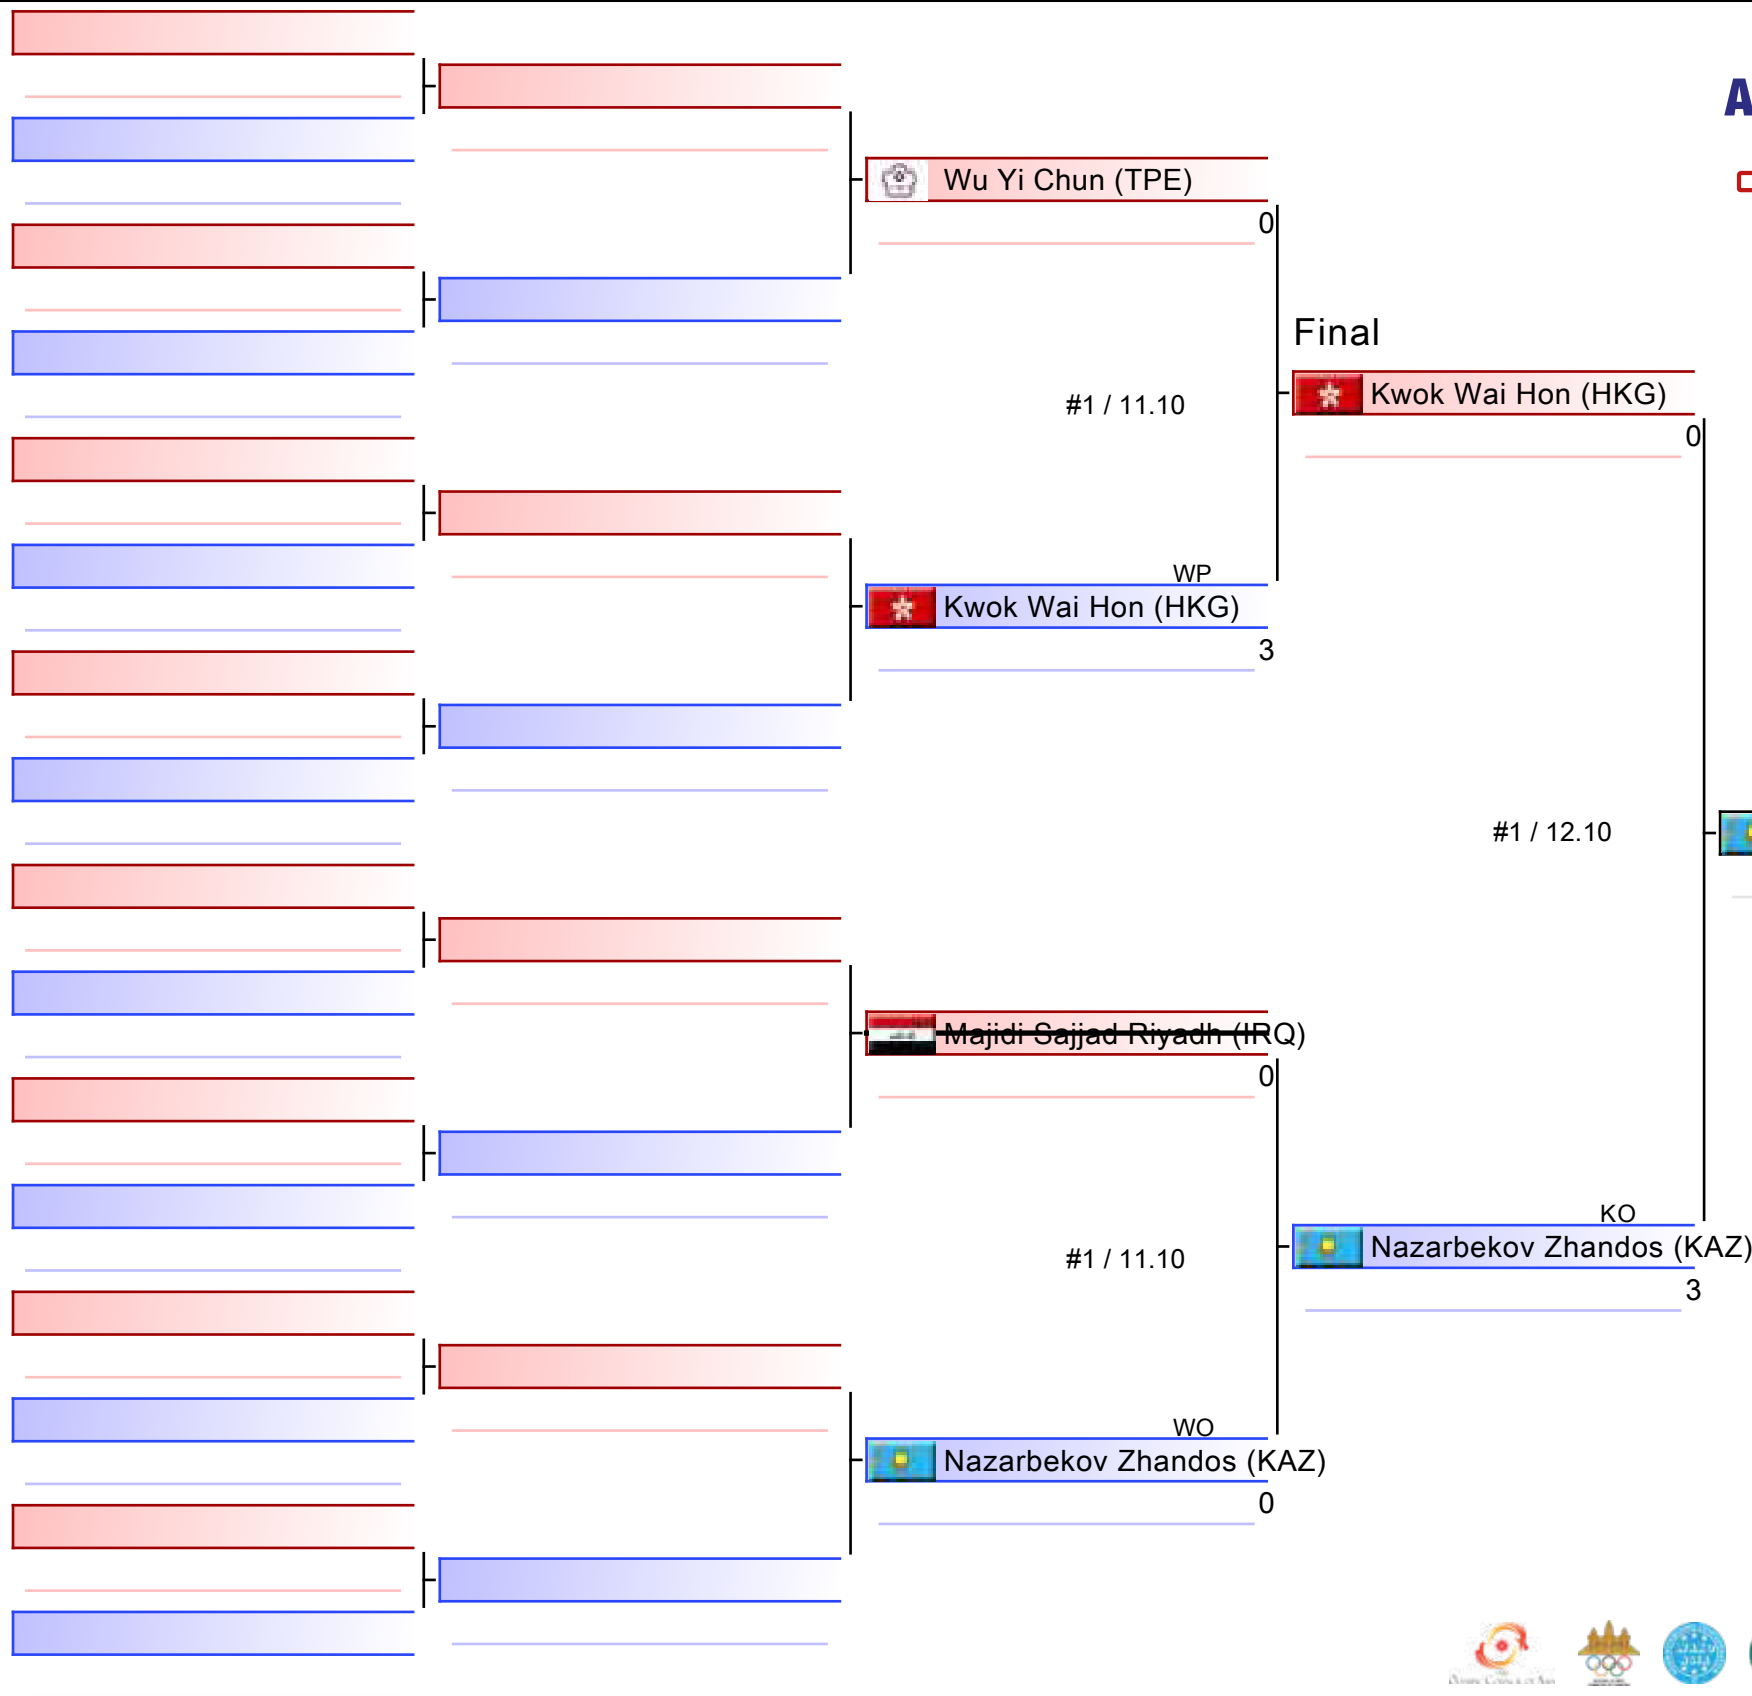 A
Wu Yi Chun (TPE)
0
Final
#1 / 11.10
Kwok Wai Hon (HKG)
0
WP
Kwok Wai Hon (HKG)
3
#1 / 12.10
Majidi Sajjad Riyadh (IRQ)
0
KO
#1 / 11.10
Nazarbekov Zhandos (KAZ)
3
WO
Nazarbekov Zhandos (KAZ)
0